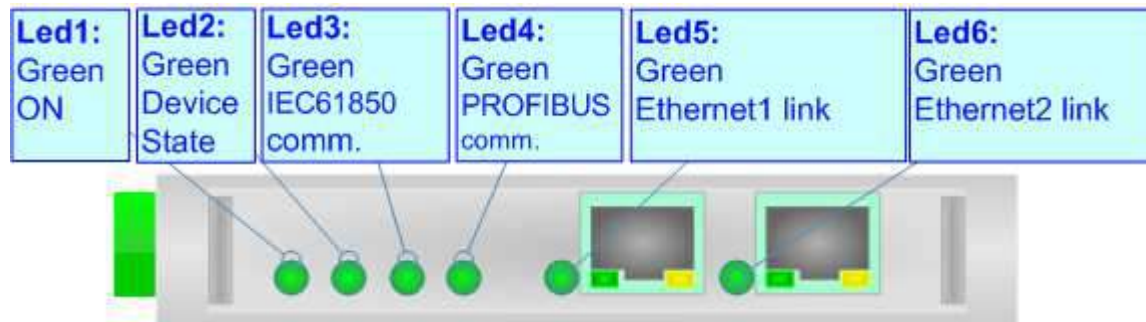 Led1:
Green
ON
Led2:
Green
Device
State
Led3:
Green
IEC61850
comm.
Led4:
Green
PROFIBUS
comm.
Led5:
Green
Ethernet1 link
Led6:
Green
Ethernet2 link